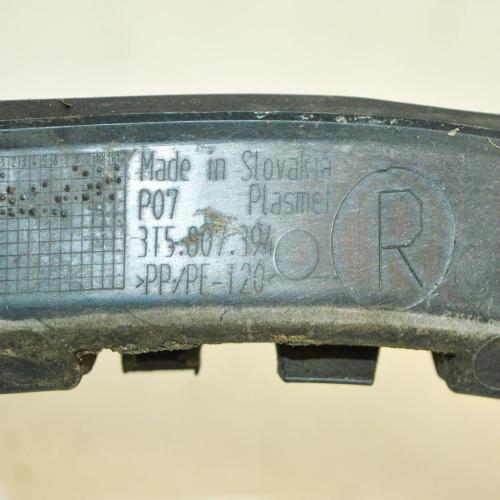 Made in Slovakia
P07 Plasmet
3T5.807.394
>PP/PE-T20<
R